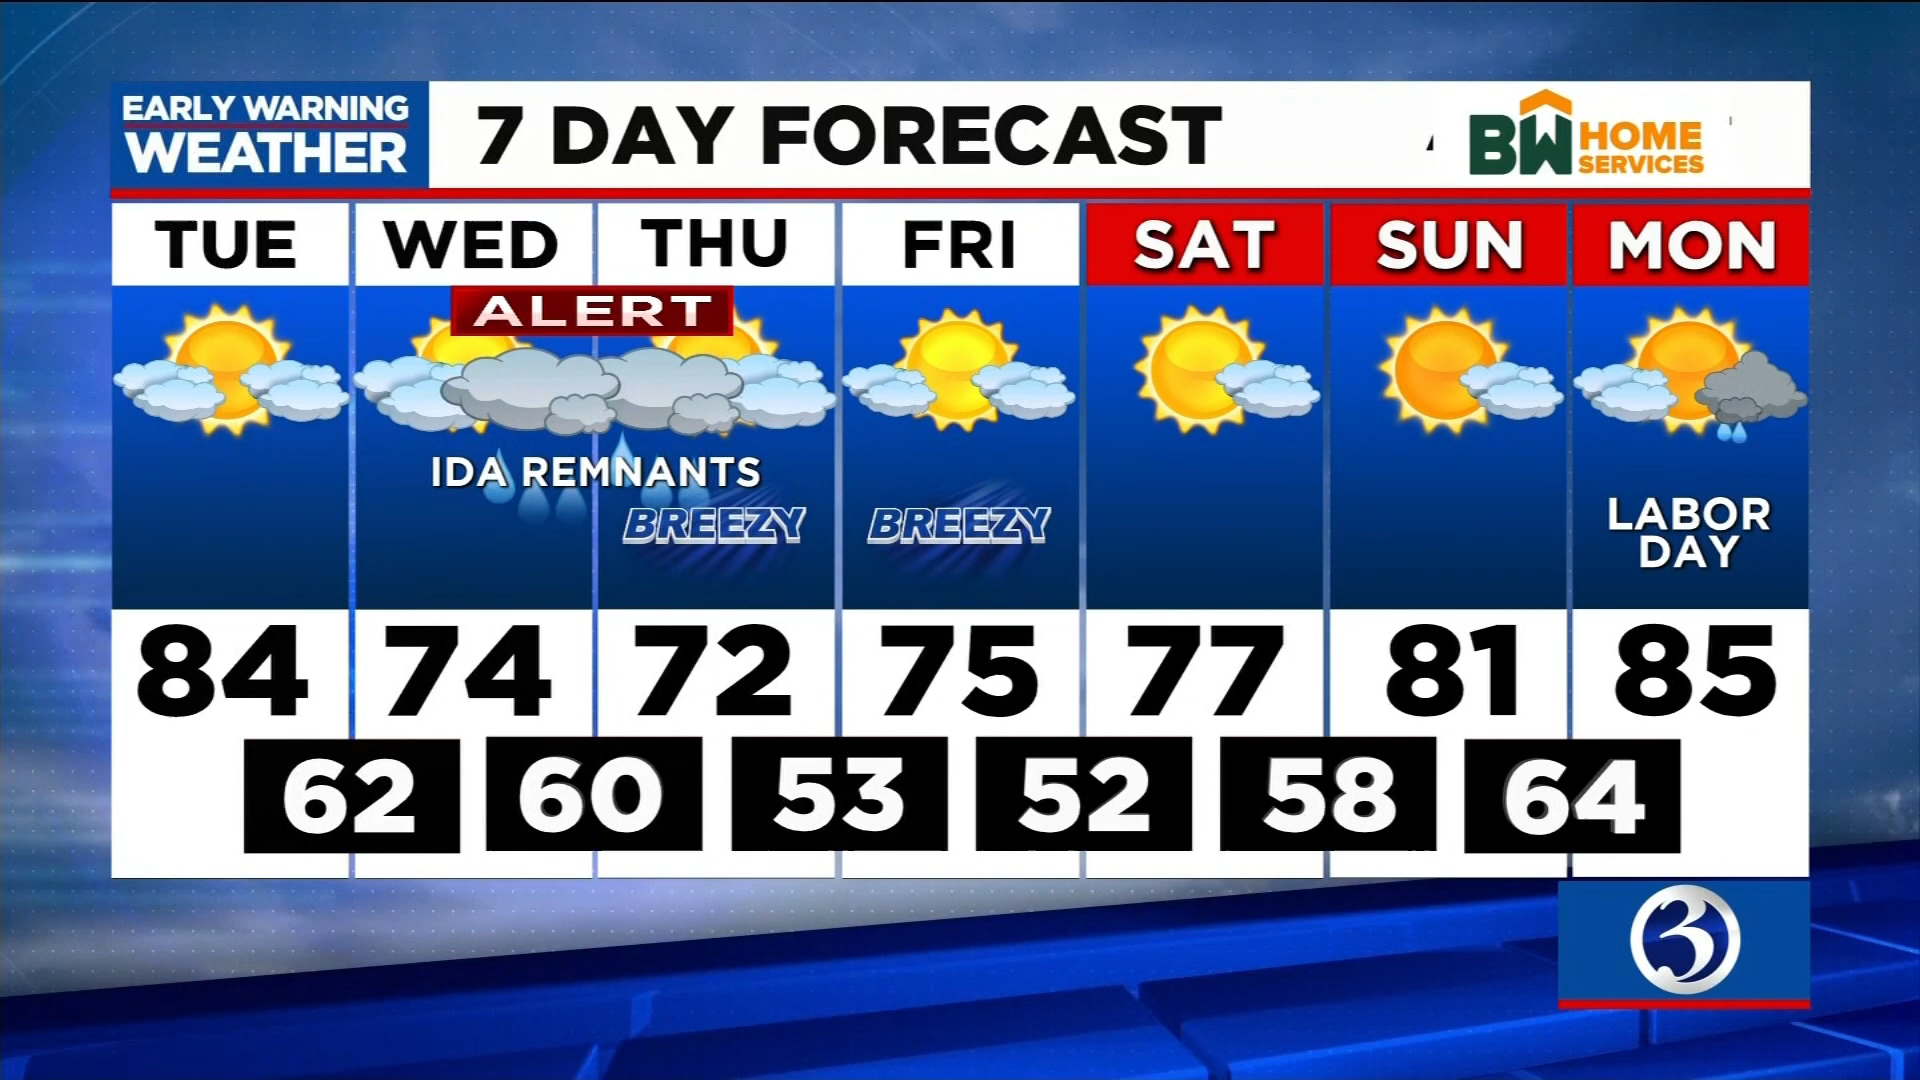 EARLY WARNING
WEATHER
7 DAY FORECAST
BW HOME
SERVICES
TUE WED THU FRI SAT SUN MON
ALERT
IDA REMNANTS
BREEZY BREEZY
LABOR
DAY
84 74 72 75 77 81 85
62 60 53 52 58 64
3